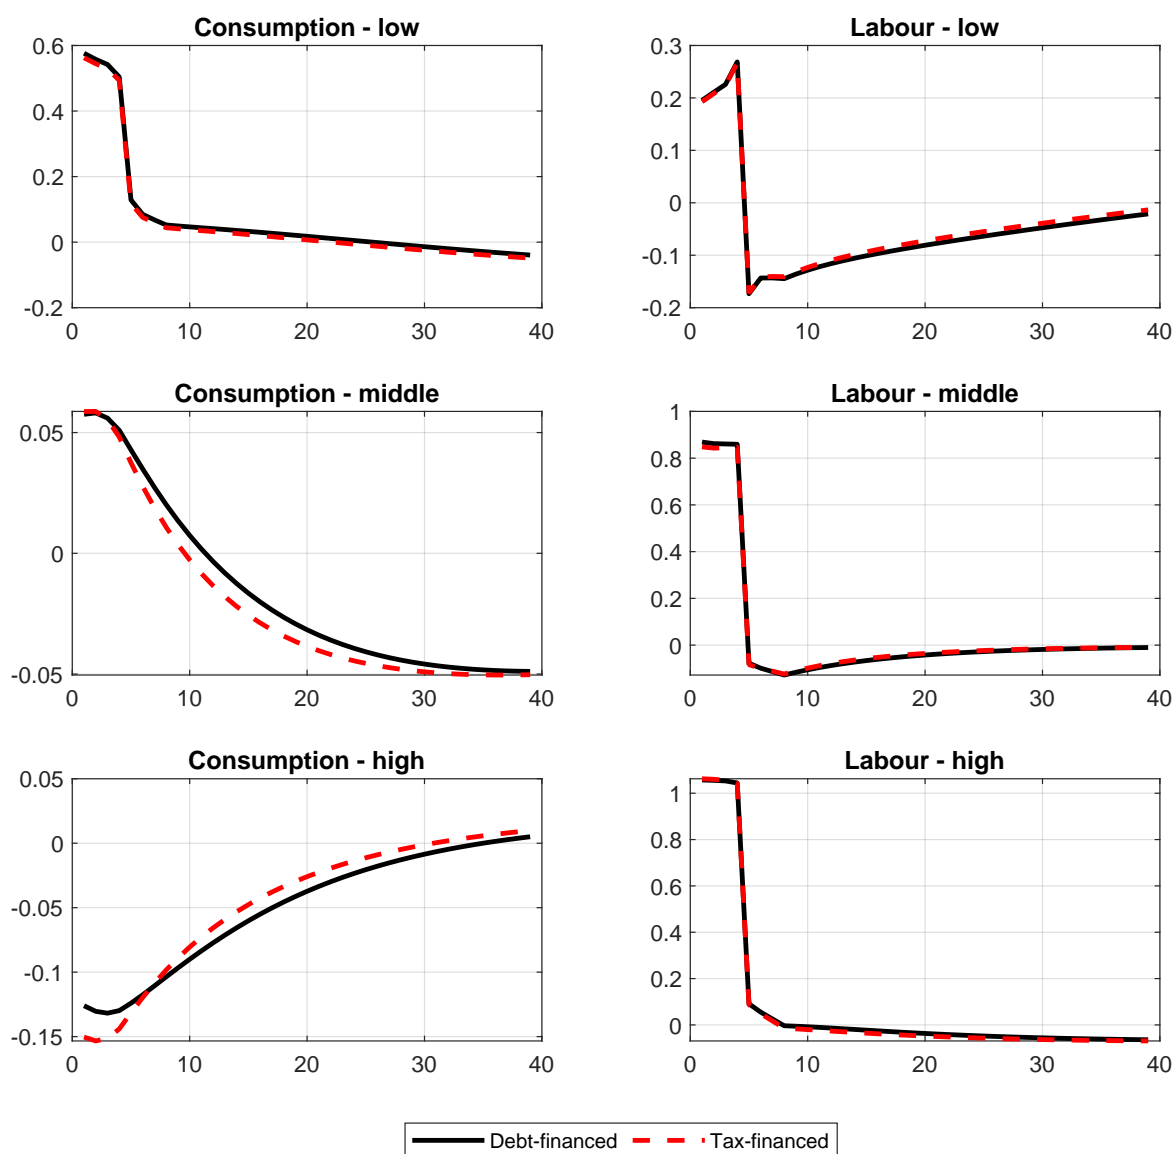 Consumption - low
0.6
0.4
0.2
0
-0.2
0 10 20 30 40
Labour - low
0.3
0.2
0.1
0
-0.1
-0.2
0 10 20 30 40
Consumption - middle
0.05
0
-0.05
0 10 20 30 40
Labour - middle
1
0.8
0.6
0.4
0.2
0
0 10 20 30 40
Consumption - high
0.05
0
-0.05
-0.1
-0.15
0 10 20 30 40
Labour - high
1
0.8
0.6
0.4
0.2
0
0 10 20 30 40
Debt-financed Tax-financed